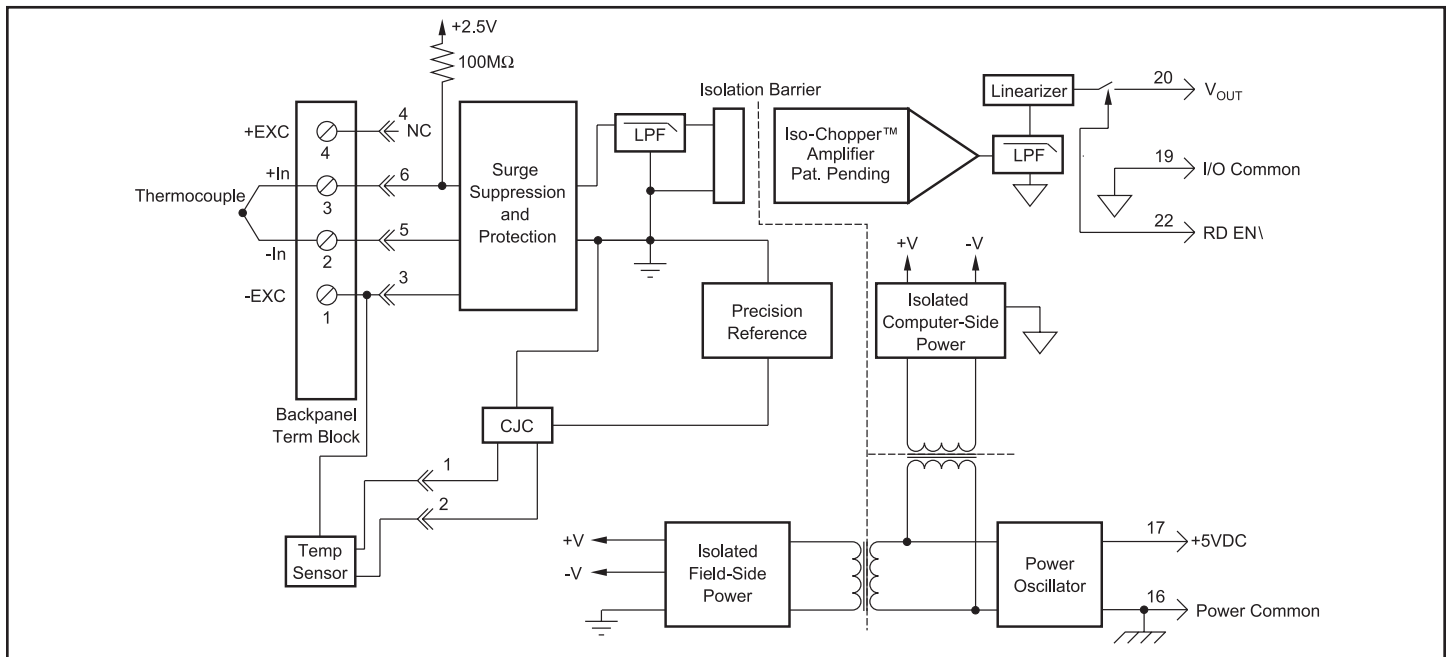 +2.5V
100MΩ
Isolation Barrier
Linearizer
20
V_OUT
+EXC
4
4
NC
LPF
Iso-Chopper™
Amplifier
Pat. Pending
LPF
19
I/O Common
Thermocouple
+In
3
6
Surge
Suppression
and
Protection
-In
2
5
22
RD EN\
-EXC
1
3
+V
-V
Precision
Reference
Isolated
Computer-Side
Power
Backpanel
Term Block
CJC
1
2
Temp
Sensor
+V
-V
Isolated
Field-Side
Power
Power
Oscillator
17
+5VDC
16
Power Common